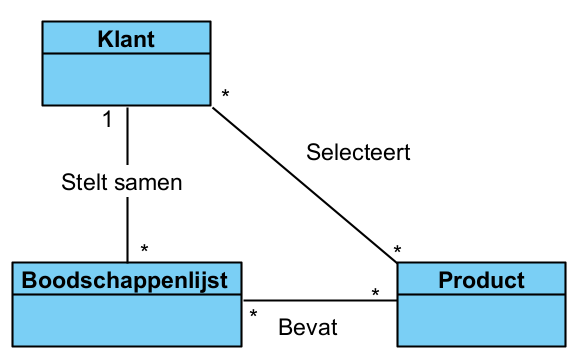 Klant
1
*
Selecteert
Stelt samen
*
*
Boodschappenlijst
Product
*
*
Bevat